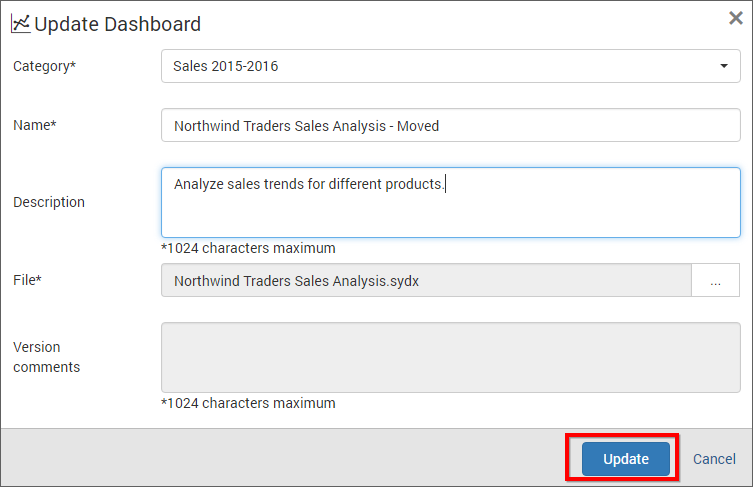 Update Dashboard
Category*
Sales 2015-2016
Name*
Northwind Traders Sales Analysis - Moved
Description
Analyze sales trends for different products.
*1024 characters maximum
File*
Northwind Traders Sales Analysis.sydx
...
Version
comments
*1024 characters maximum
Update
Cancel